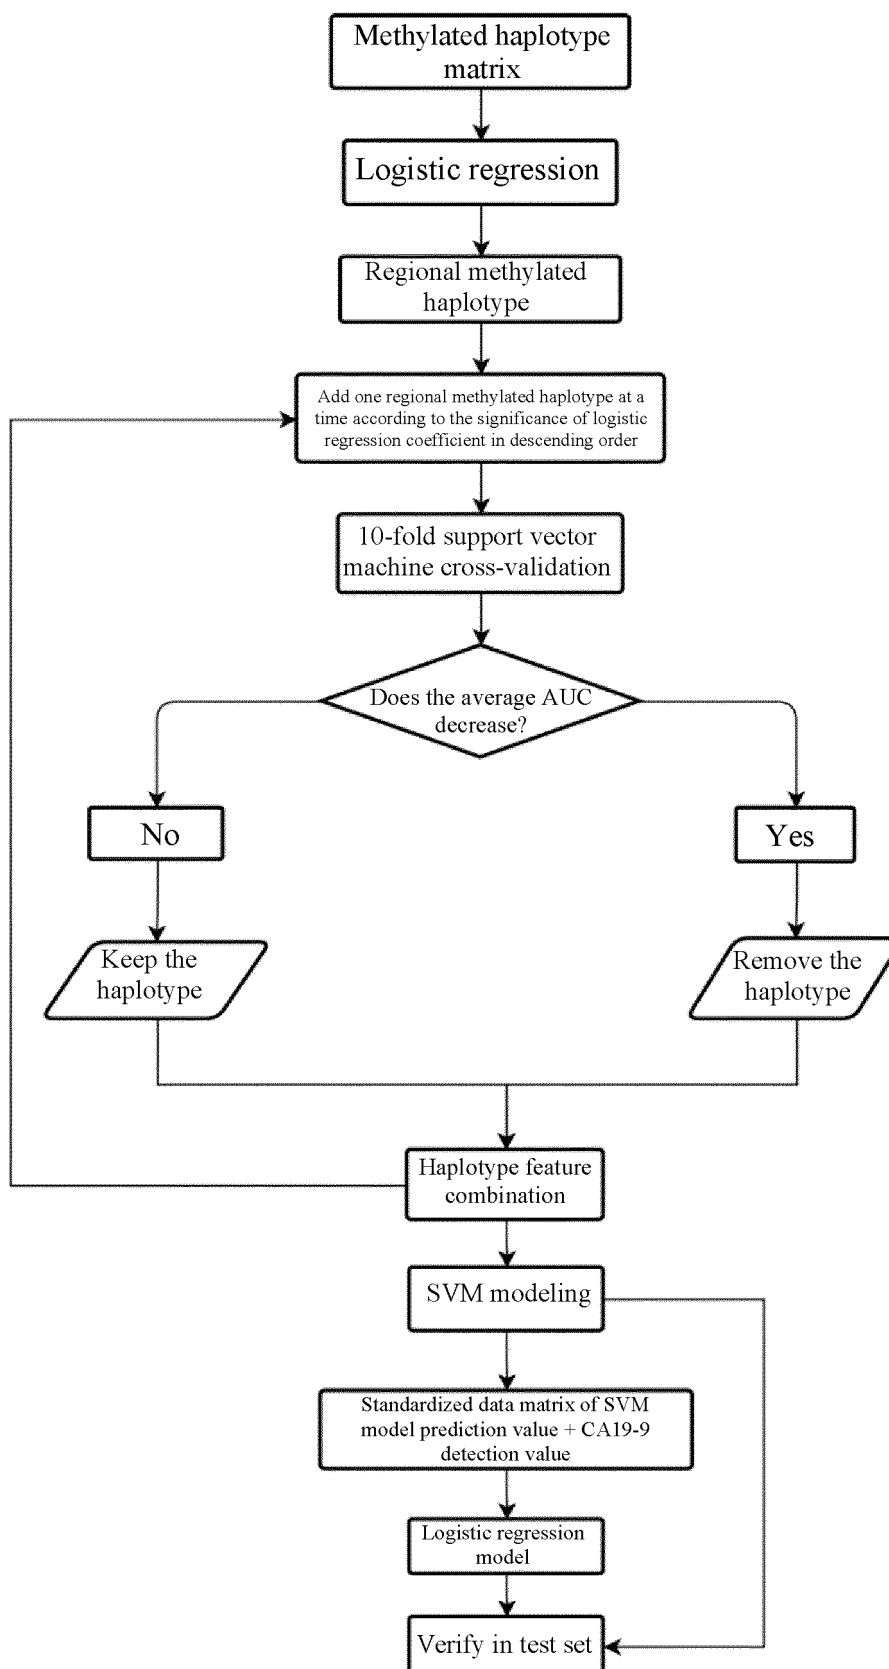 Methylated haplotype
matrix
Logistic regression
Regional methylated
haplotype
Add one regional methylated haplotype at a
time according to the significance of logistic
regression coefficient in descending order
10-fold support vector
machine cross-validation
Does the average AUC
decrease?
No
Yes
Keep the
haplotype
Remove the
haplotype
Haplotype feature
combination
SVM modeling
Standardized data matrix of SVM
model prediction value + CA19-9
detection value
Logistic regression
model
Verify in test set